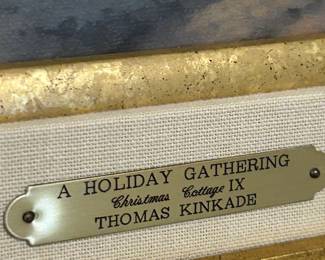 A HOLIDAY GATHERING
Christmas Cottage IX
THOMAS KINKADE